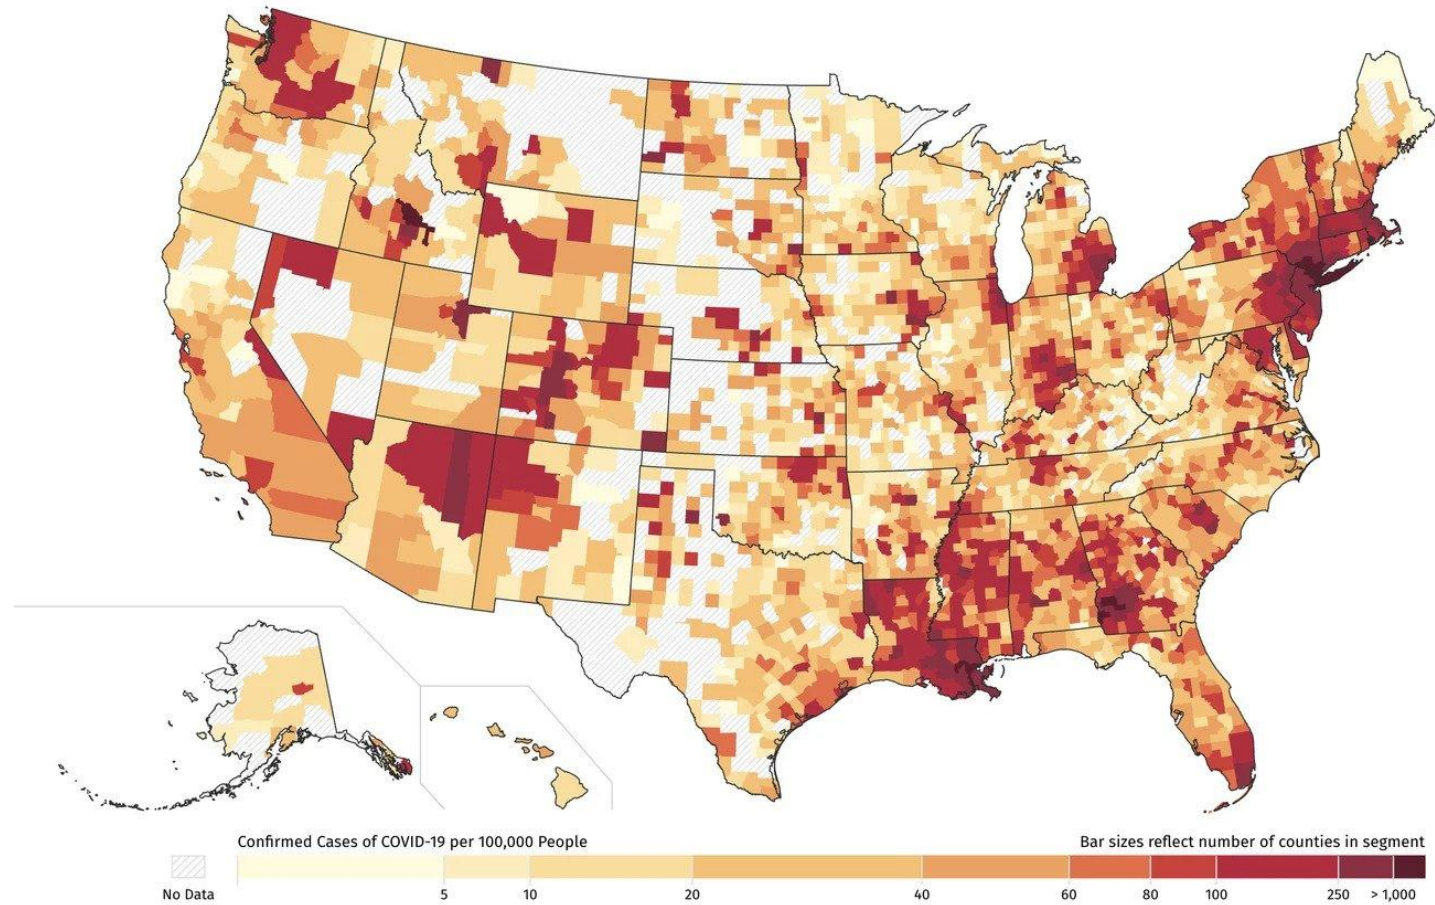 Confirmed Cases of COVID-19 per 100,000 People
Bar sizes reflect number of counties in segment
No Data
5 10 20 40 60 80 100 250 > 1,000